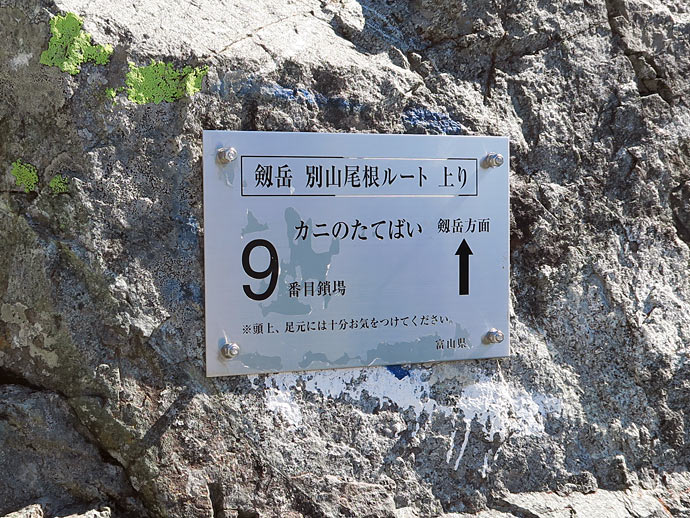 剱岳 別山尾根ルート 上り
カニのたてばい 剱岳方面
9番目鎖場
※頭上、足元には十分お気をつけてください。
富山県